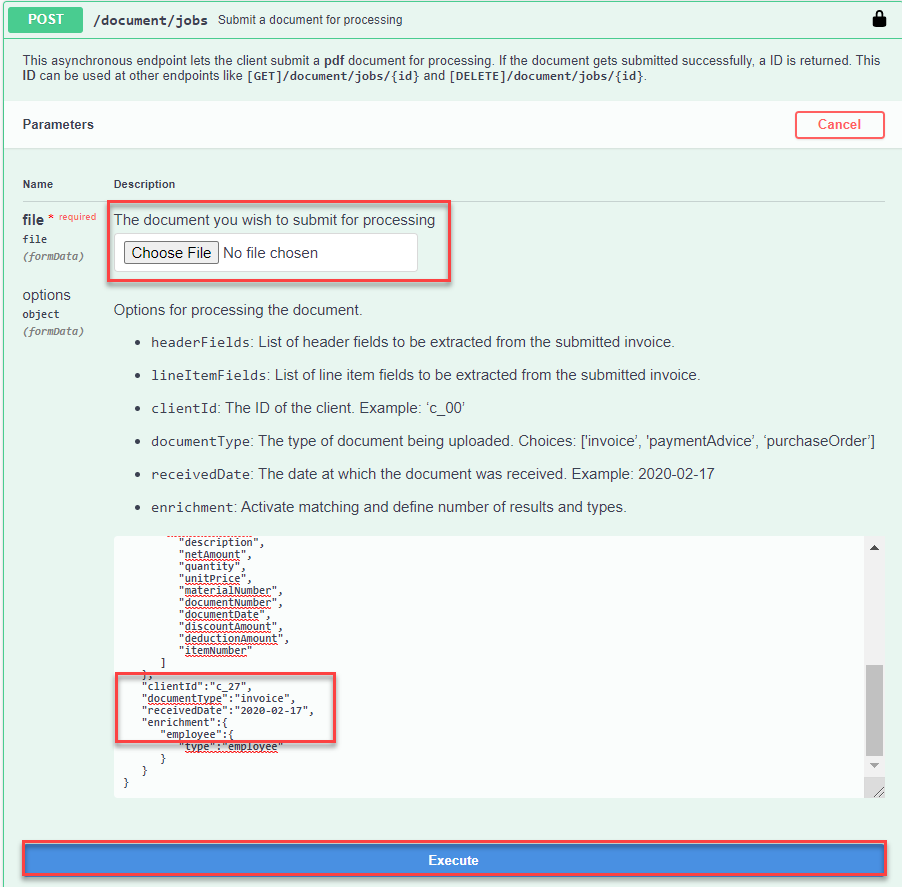 POST /document/jobs Submit a document for processing
This asynchronous endpoint lets the client submit a pdf document for processing. If the document gets submitted successfully, a ID is returned. This
ID can be used at other endpoints like [GET]/document/jobs/{id} and [DELETE]/document/jobs/{id}.
Parameters
Cancel
Name Description
file * required
file
(formData)
The document you wish to submit for processing
Choose File No file chosen
options
object
(formData)
Options for processing the document.
• headerFields: List of header fields to be extracted from the submitted invoice.
• lineItemFields: List of line item fields to be extracted from the submitted invoice.
• clientId: The ID of the client. Example: ‘c_00’
• documentType: The type of document being uploaded. Choices: ['invoice’, 'paymentAdvice’, ‘purchaseOrder’]
• receivedDate: The date at which the document was received. Example: 2020-02-17
• enrichment: Activate matching and define number of results and types.
"description",
"netAmount",
"quantity",
"unitPrice",
"materialNumber",
"documentNumber",
"documentDate",
"discountAmount",
"deductionAmount",
"itemNumber"
]
},
"clientId":"c_27",
"documentType":"invoice",
"receivedDate":"2020-02-17",
"enrichment":{
"employee":{
"type":"employee"
}
}
}
Execute